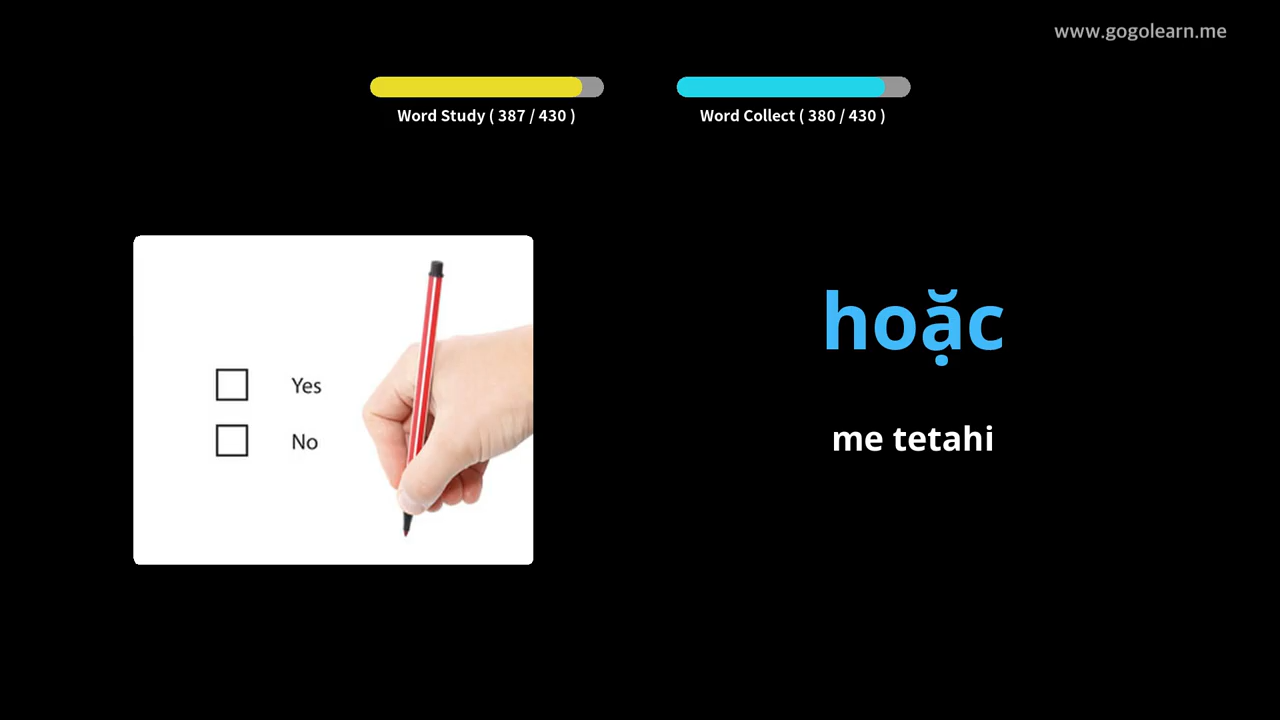 www.gogolearn.me
Word Study ( 387 / 430 )
Word Collect ( 380 / 430 )
Yes
No
hoặc
me tetahi